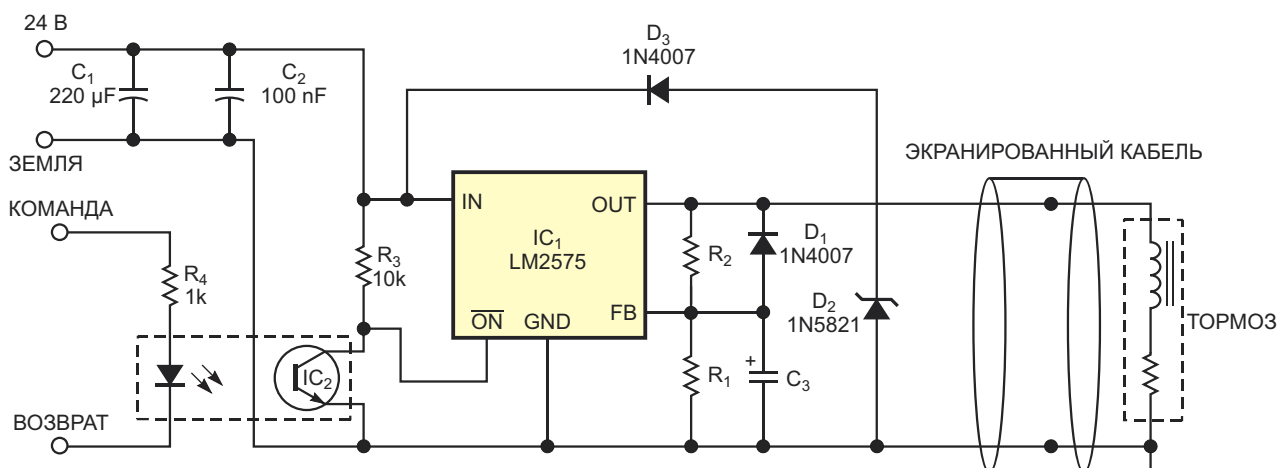 24 В
C₁
220 µF
C₂
100 nF
ЗЕМЛЯ
КОМАНДА
R₄
1k
IC₂
ВОЗВРАТ
R₃
10k
D₃
1N4007
IN
OUT
IC₁
LM2575
ON
GND
FB
R₂
D₁
1N4007
D₂
1N5821
R₁
+
C₃
ЭКРАНИРОВАННЫЙ КАБЕЛЬ
ТОРМОЗ